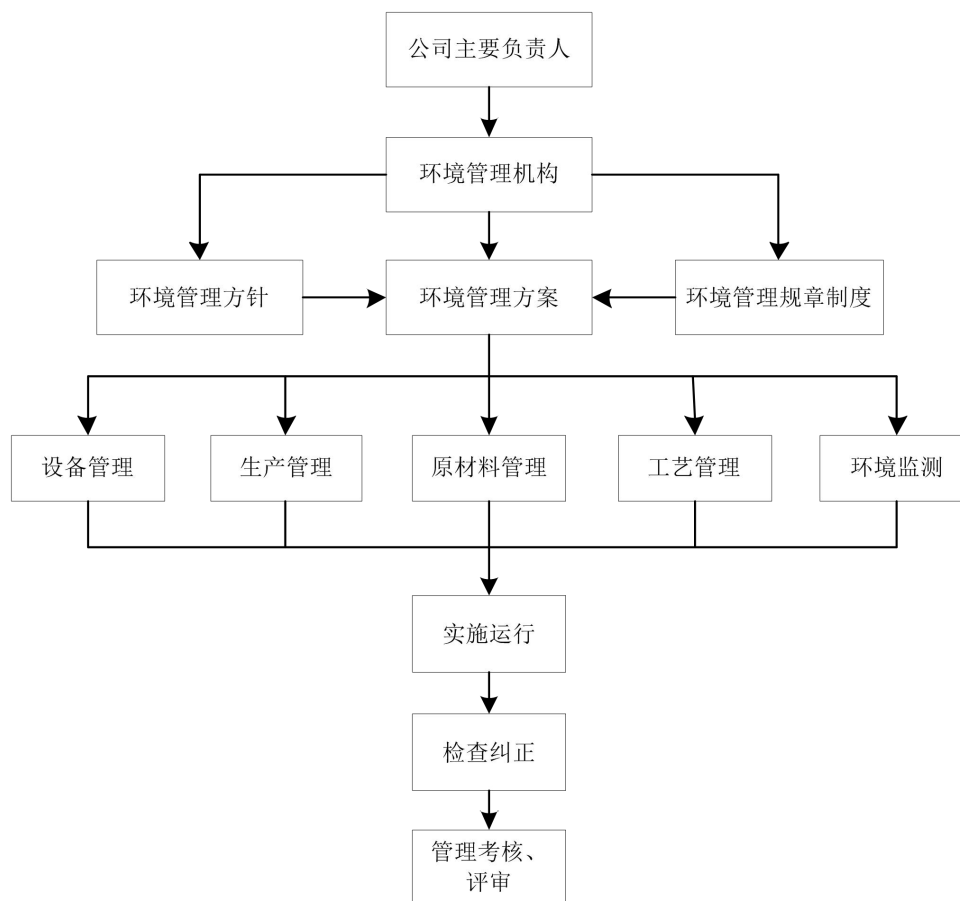 公司主要负责人
环境管理机构
环境管理方针
环境管理方案
环境管理规章制度
设备管理
生产管理
原材料管理
工艺管理
环境监测
实施运行
检查纠正
管理考核、
评审